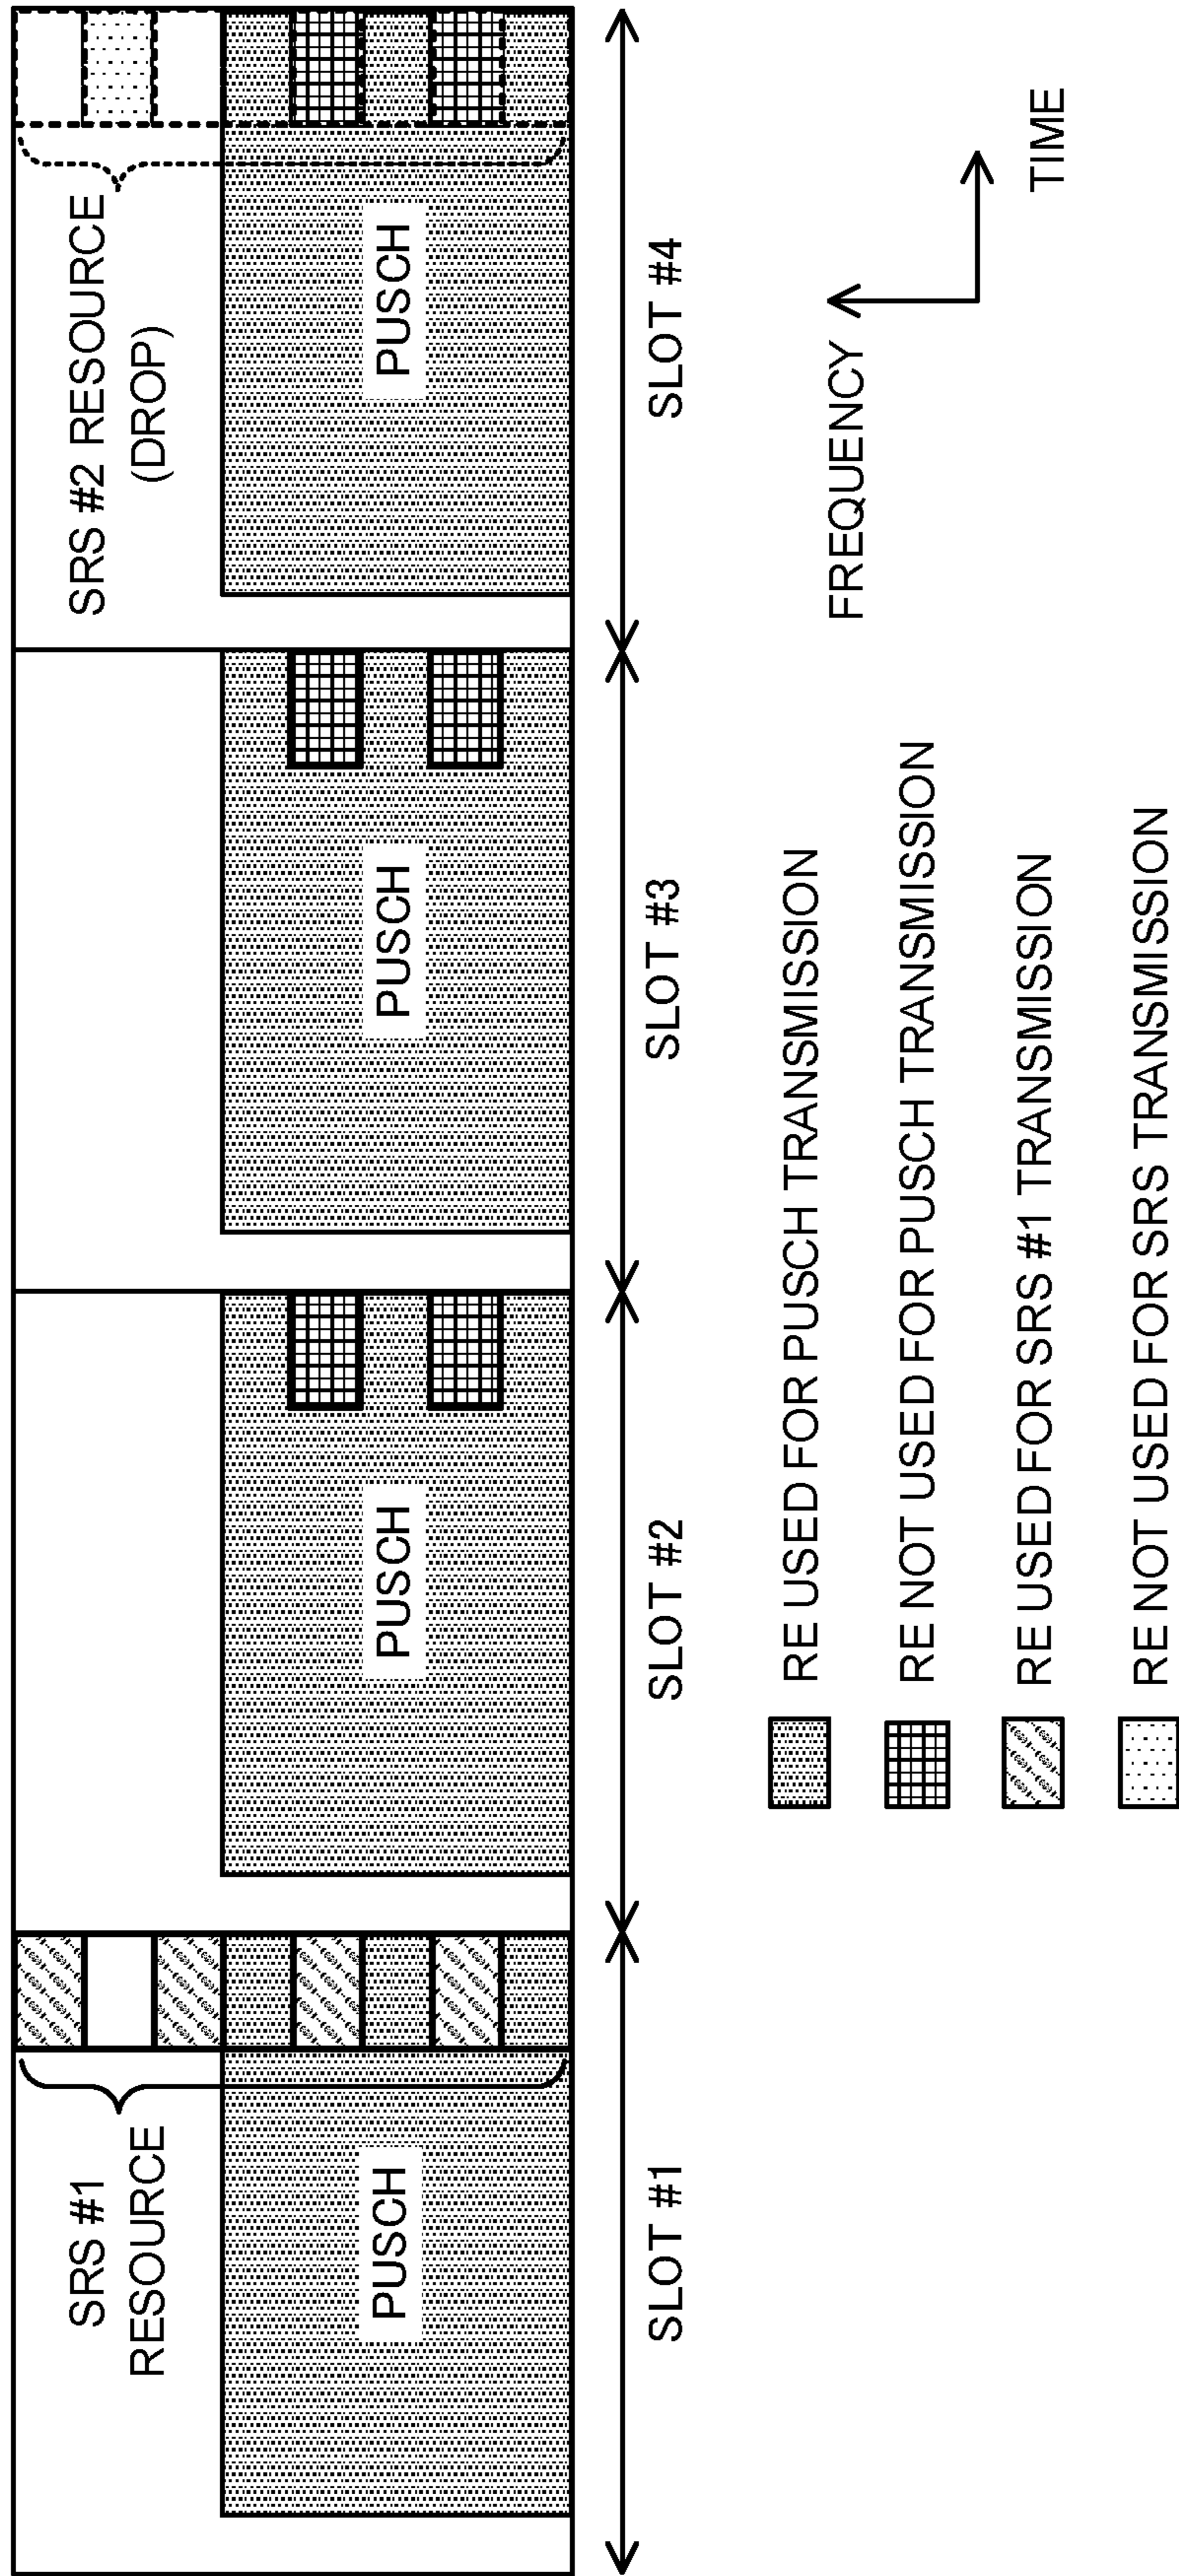 SRS #1
RESOURCE
SRS #2 RESOURCE
(DROP)
PUSCH
PUSCH
PUSCH
PUSCH
SLOT #1
SLOT #2
SLOT #3
SLOT #4
RE USED FOR PUSCH TRANSMISSION
RE NOT USED FOR PUSCH TRANSMISSION
RE USED FOR SRS #1 TRANSMISSION
RE NOT USED FOR SRS TRANSMISSION
FREQUENCY
TIME